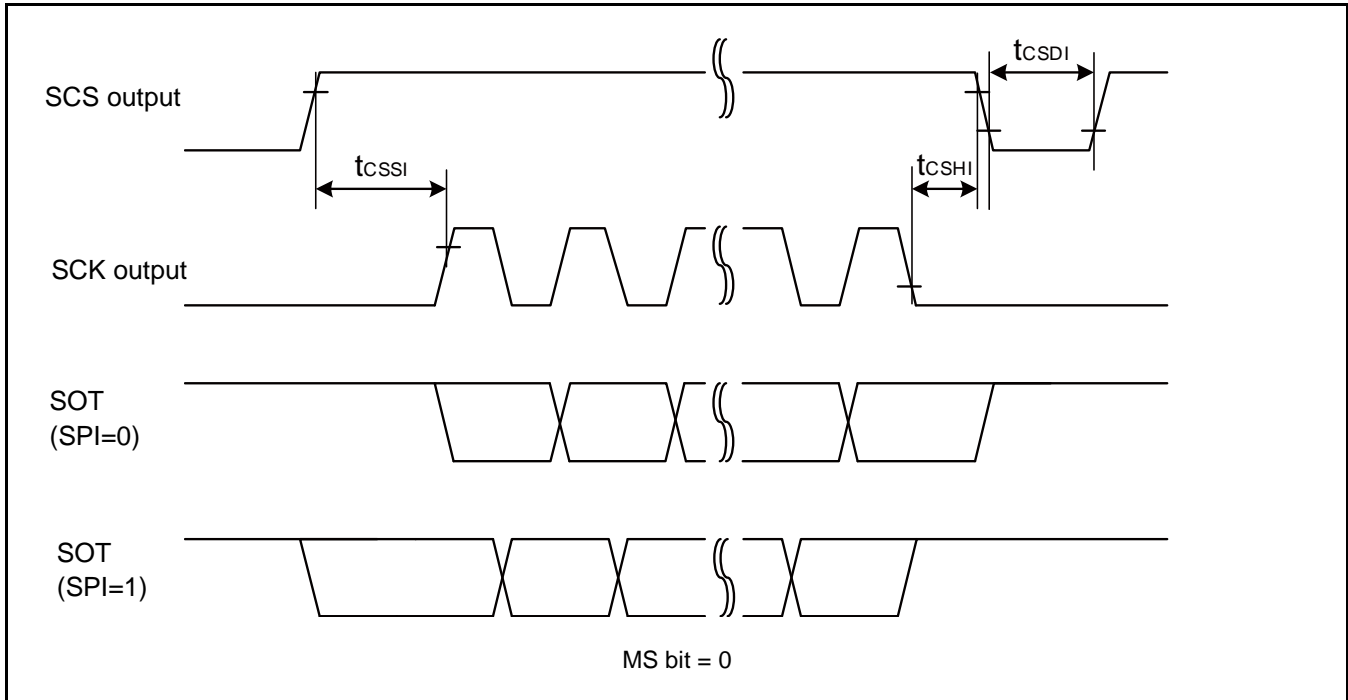 tCSDI
SCS output
tCSSI
tCSHI
SCK output
SOT
(SPI=0)
SOT
(SPI=1)
MS bit = 0